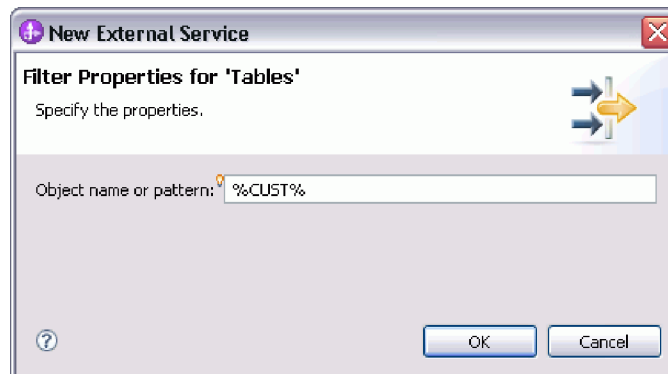 New External Service
Filter Properties for 'Tables'
Specify the properties.
Object name or pattern: %CUST%
?
OK Cancel